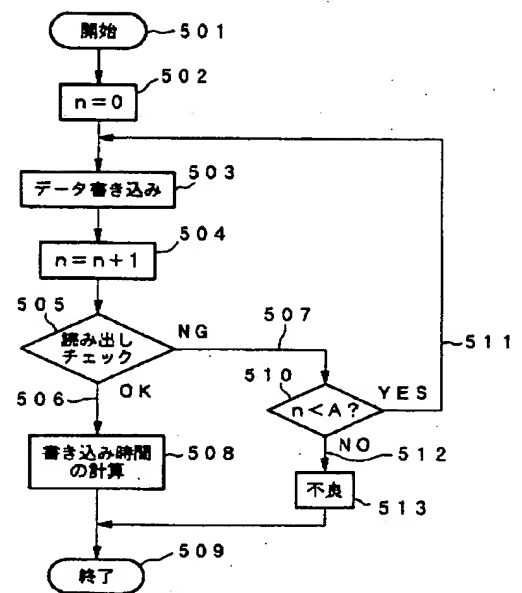 開始
501
502
n=0
503
データ書き込み
504
n=n+1
505
読み出し
チェック
NG
507
511
506
OK
510
n<A?
YES
NO
512
書き込み時間
の計算
508
不良
513
509
終了